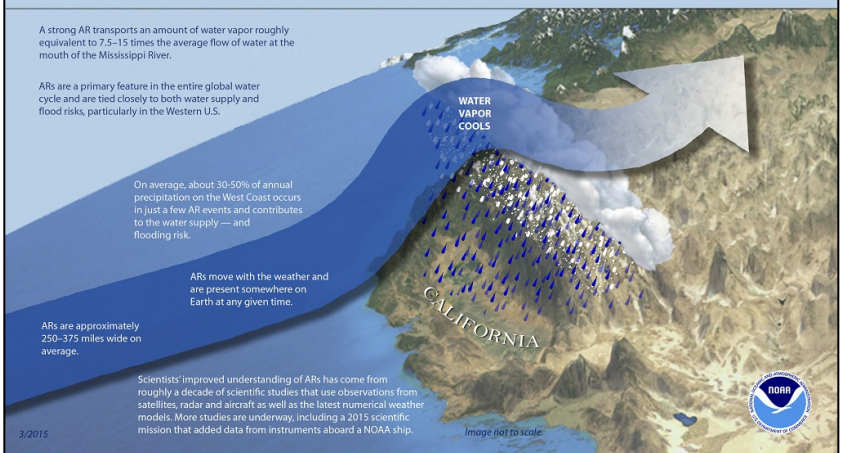 A strong AR transports an amount of water vapor roughly
equivalent to 7.5–15 times the average flow of water at the
mouth of the Mississippi River.
ARs are a primary feature in the entire global water
cycle and are tied closely to both water supply and
flood risks, particularly in the Western U.S.
WATER
VAPOR
COOLS
On average, about 30-50% of annual
precipitation on the West Coast occurs
in just a few AR events and contributes
to the water supply — and
flooding risk.
ARs move with the weather and
are present somewhere on
Earth at any given time.
CALIFORNIA
ARs are approximately
250–375 miles wide on
average.
Scientists' improved understanding of ARs has come from
roughly a decade of scientific studies that use observations from
satellites, radar and aircraft as well as the latest numerical weather
models. More studies are underway, including a 2015 scientific
mission that added data from instruments aboard a NOAA ship.
NATIONAL OCEANIC AND ATMOSPHERIC ADMINISTRATION
NOAA
U.S. DEPARTMENT OF COMMERCE
3/2015
Image not to scale.